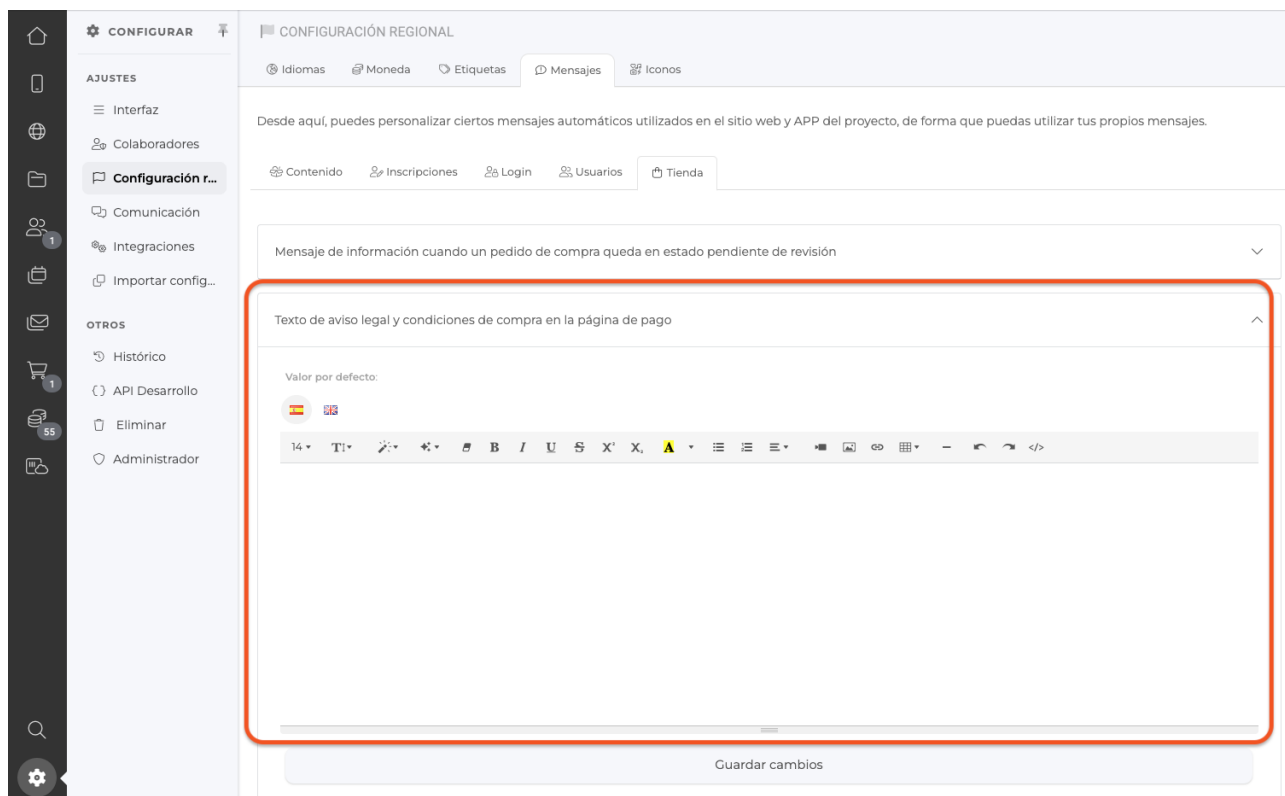 CONFIGURAR
CONFIGURACIÓN REGIONAL
Idiomas Moneda Etiquetas Mensajes Iconos
AJUSTES
Interfaz
Colaboradores
Configuración r...
Comunicación
Integraciones
Importar config...
OTROS
Histórico
API Desarrollo
Eliminar
Administrador
1
1
55
Desde aquí, puedes personalizar ciertos mensajes automáticos utilizados en el sitio web y APP del proyecto, de forma que puedas utilizar tus propios mensajes.
Contenido Inscripciones Login Usuarios Tienda
Mensaje de información cuando un pedido de compra queda en estado pendiente de revisión
Texto de aviso legal y condiciones de compra en la página de pago
Valor por defecto:
14 B I U S X² X₂ A </>
Guardar cambios